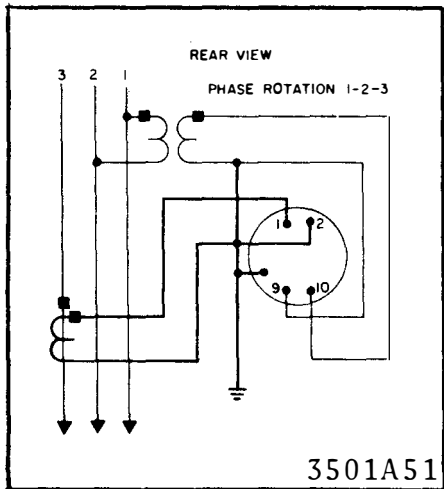 REAR VIEW
3 2 1
PHASE ROTATION 1-2-3
1 2
9 10
3501A51